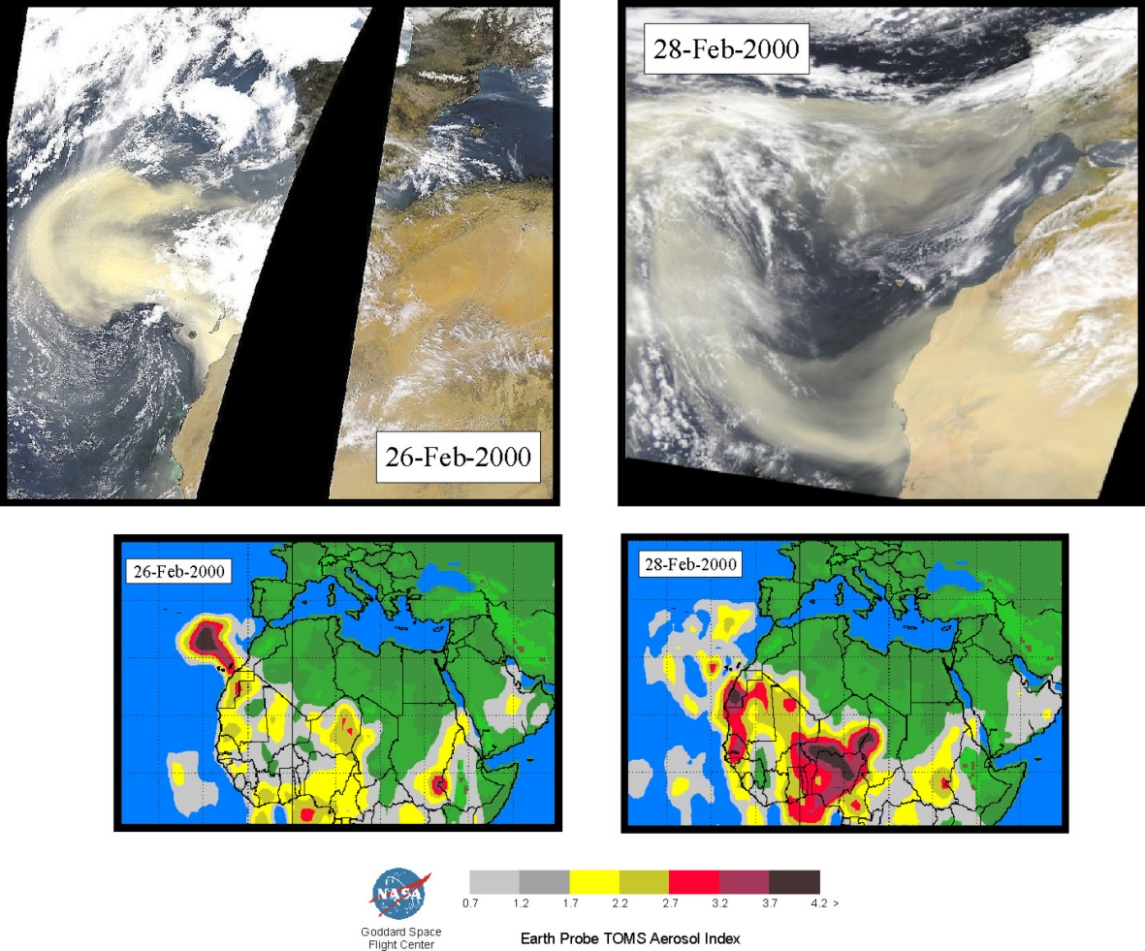 28-Feb-2000
26-Feb-2000
26-Feb-2000
28-Feb-2000
NASA
0.7 1.2 1.7 2.2 2.7 3.2 3.7 4.2 >
Goddard Space
Flight Center
Earth Probe TOMS Aerosol Index